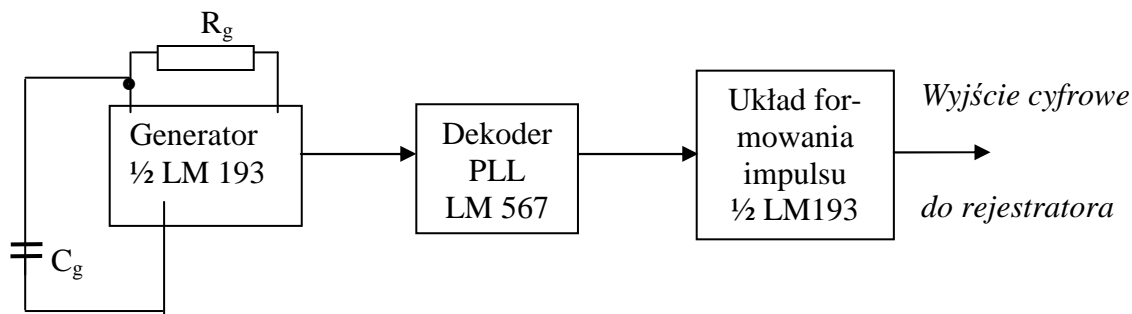 R_g
Generator
½ LM 193
C_g
Dekoder
PLL
LM 567
Układ for-
mowania
impulsu
½ LM193
Wyjście cyfrowe
do rejestratora